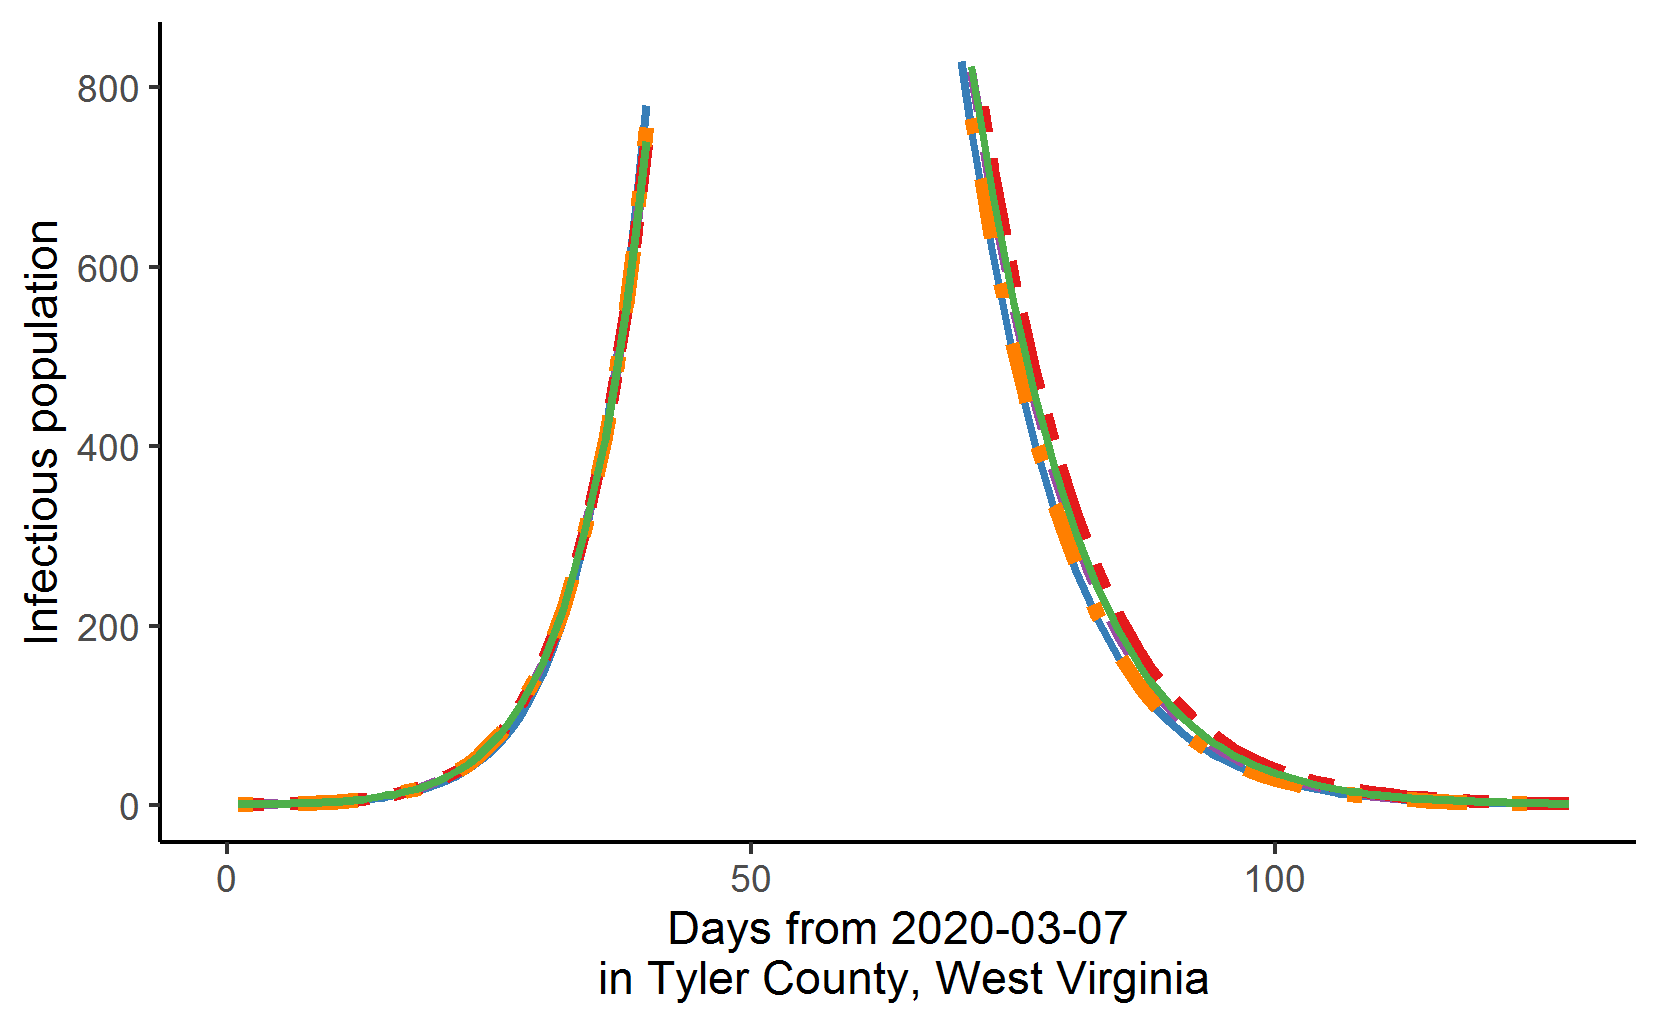 Infectious population
800
600
400
200
0
0 50 100
Days from 2020-03-07
in Tyler County, West Virginia